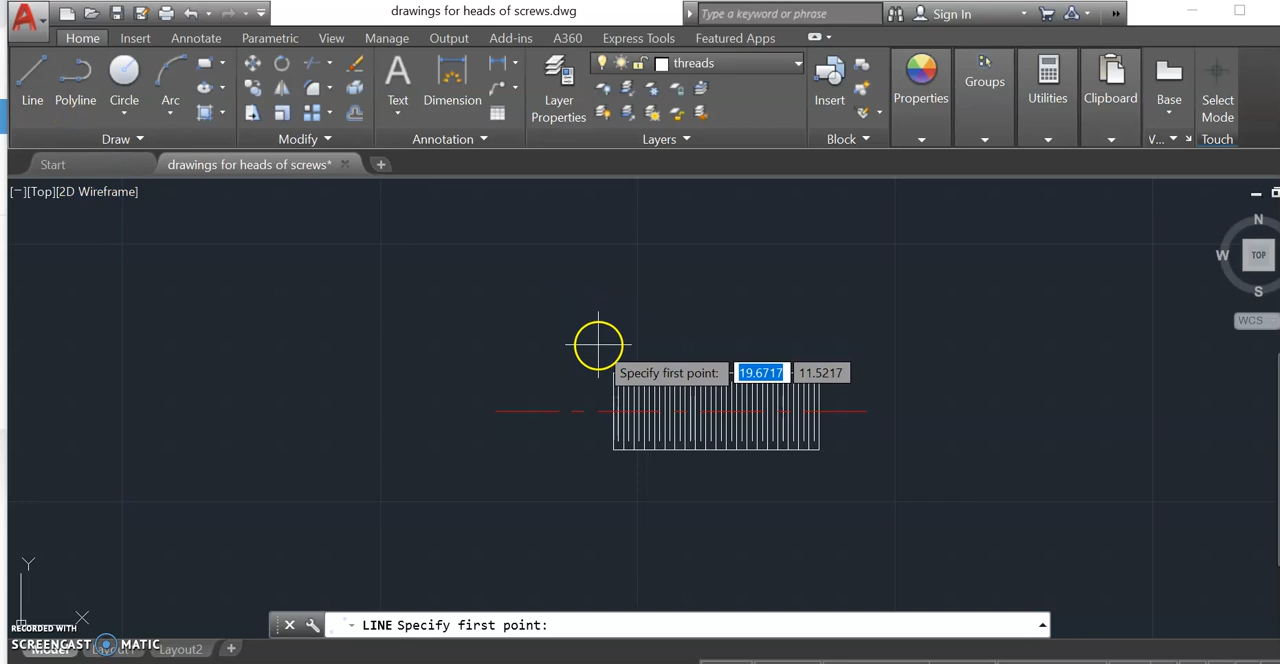 drawings for heads of screws.dwg
Type a keyword or phrase
Sign In
Home Insert Annotate Parametric View Manage Output Add-ins A360 Express Tools Featured Apps
threads
Line Polyline Circle Arc
Text Dimension
Layer Properties
Insert
Properties Groups Utilities Clipboard Base
Select Mode
Draw Modify Annotation Layers Block V... Touch
Start drawings for heads of screws*
[−][Top][2D Wireframe]
N
W TOP
S
WCS
Specify first point: 19.6717 11.5217
Y
X
RECORDED WITH
SCREENCAST MATIC
LINE Specify first point:
Model Layout1 Layout2